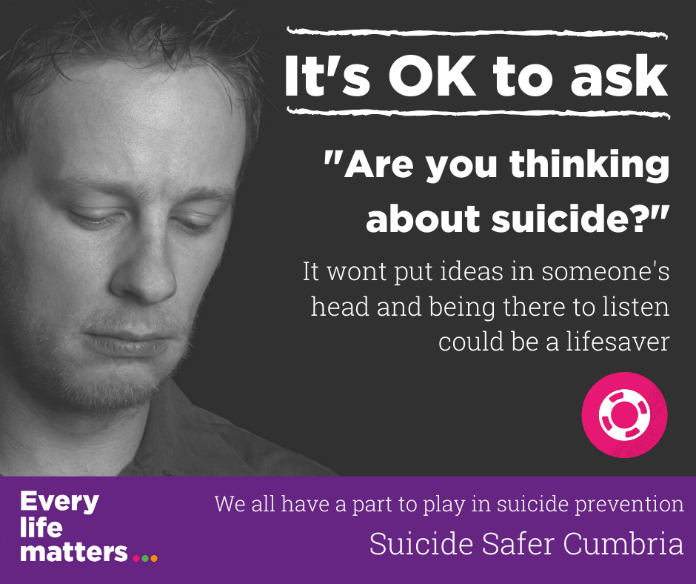 It's OK to ask
"Are you thinking
about suicide?"
It wont put ideas in someone's
head and being there to listen
could be a lifesaver
Every
life
matters...
We all have a part to play in suicide prevention
Suicide Safer Cumbria